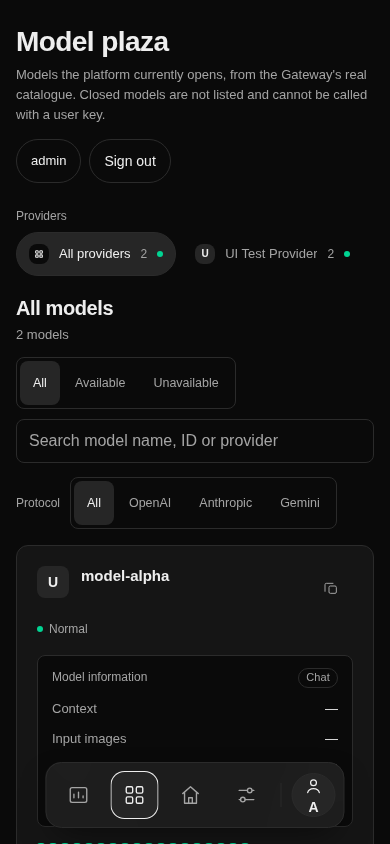 Model plaza
Models the platform currently opens, from the Gateway's real
catalogue. Closed models are not listed and cannot be called
with a user key.
admin
Sign out
Providers
All providers 2
U UI Test Provider 2
All models
2 models
All Available Unavailable
Search model name, ID or provider
Protocol All OpenAI Anthropic Gemini
U model-alpha
Normal
Model information Chat
Context —
Input images —
A